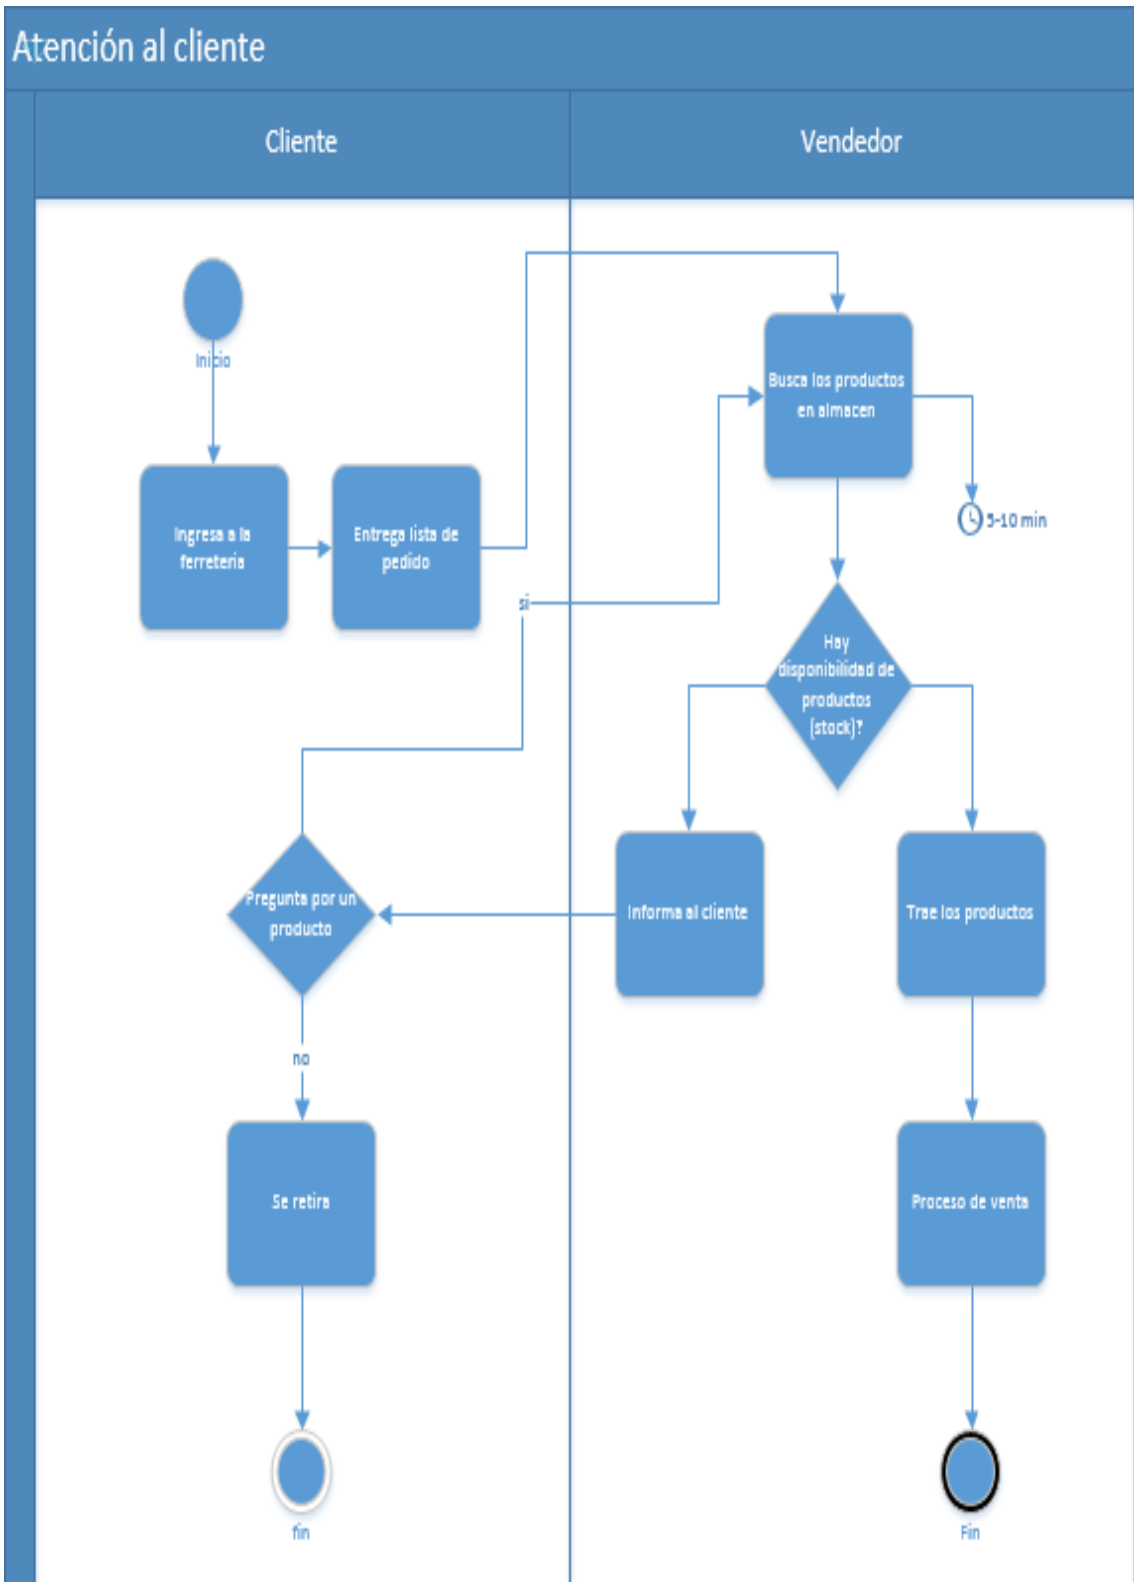 Atención al cliente
Cliente
Vendedor
Inicio
Busca los productos
en almacen
5-10 min
Ingresa a la
ferreteria
Entrega lista de
pedido
si
Hay
disponibilidad de
productos
(stock)?
Pregunta por un
producto
Informa al cliente
Trae los productos
no
Se retira
Proceso de venta
fin
Fin